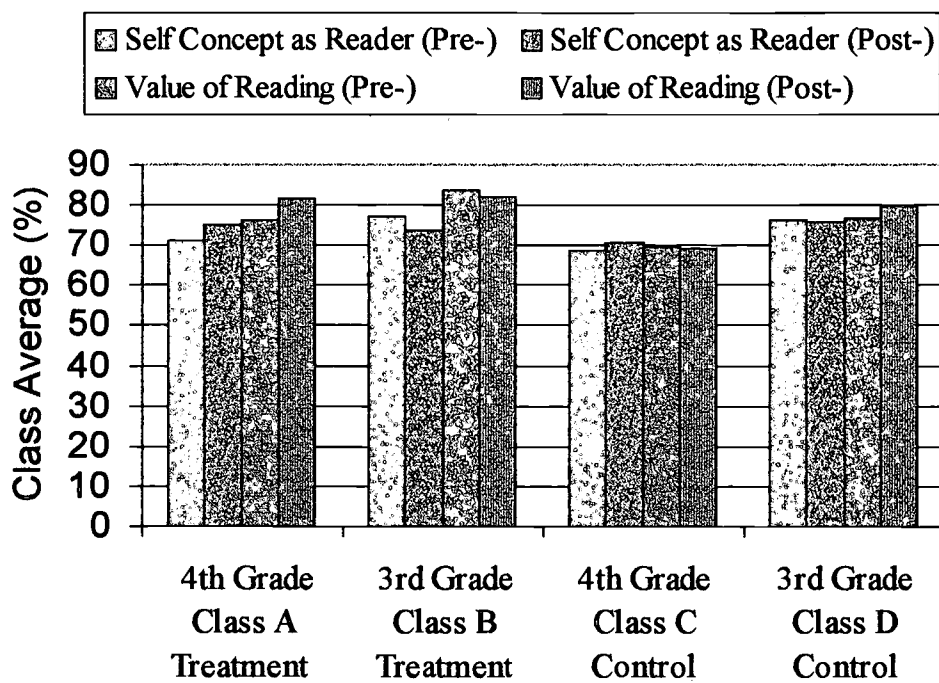 Self Concept as Reader (Pre-) Self Concept as Reader (Post-)
Value of Reading (Pre-) Value of Reading (Post-)
Class Average (%)
90
80
70
60
50
40
30
20
10
0
4th Grade 3rd Grade 4th Grade 3rd Grade
Class A Class B Class C Class D
Treatment Treatment Control Control